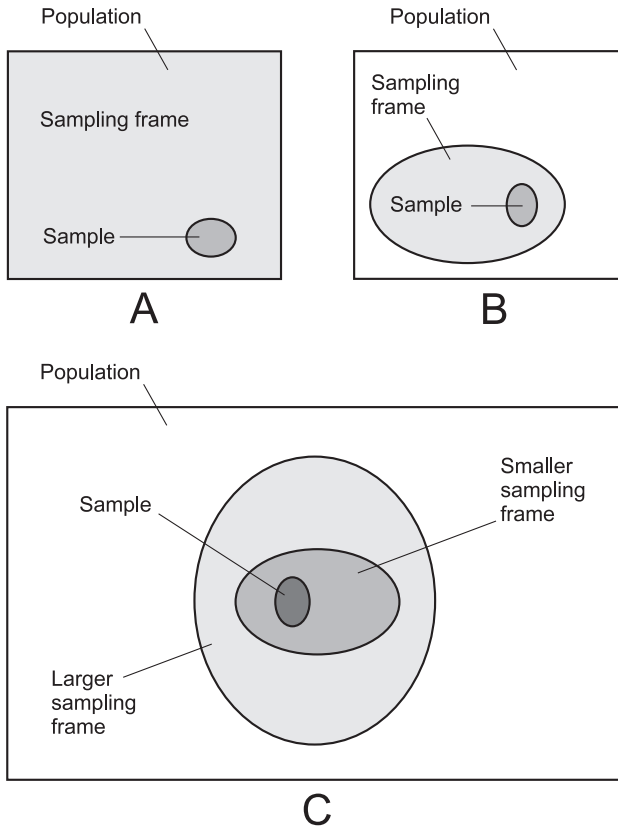 Population
Sampling frame
Sample
A
Population
Sampling
frame
Sample
B
Population
Sample
Smaller
sampling
frame
Larger
sampling
frame
C